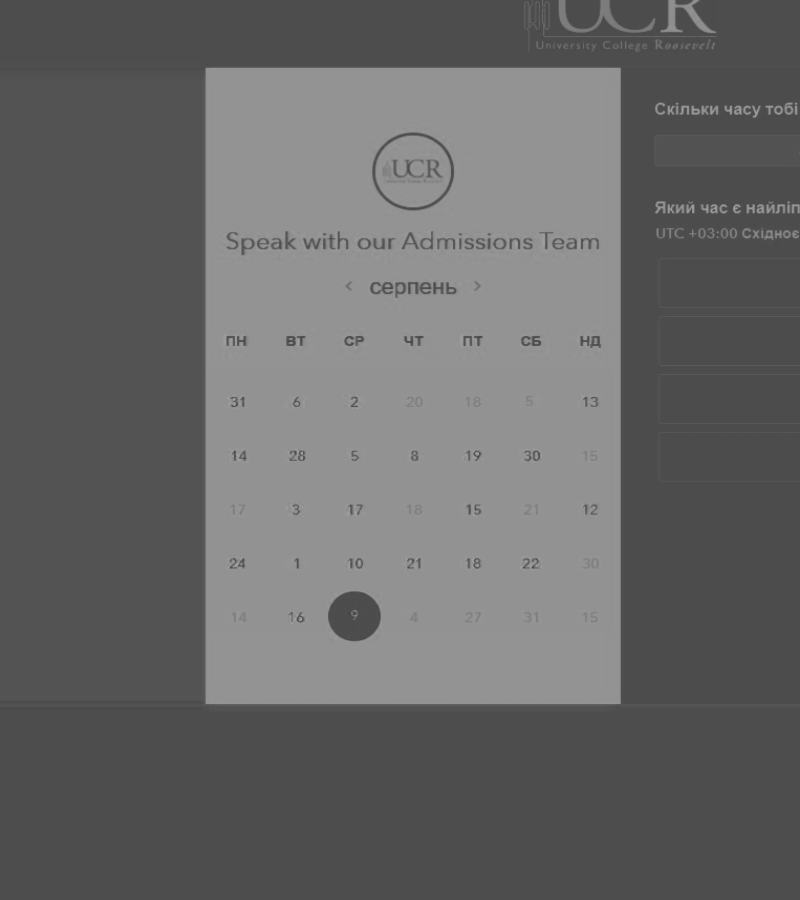 UCR
University College Roosevelt
UCR
Speak with our Admissions Team
‹ серпень ›
ПН ВТ СР ЧТ ПТ СБ НД
31 6 2 20 18 5 13
14 28 5 8 19 30 15
17 3 17 18 15 21 12
24 1 10 21 18 22 30
14 16 9 4 27 31 15
Скільки часу тобі
Який час є найліп
UTC +03:00 Східноє